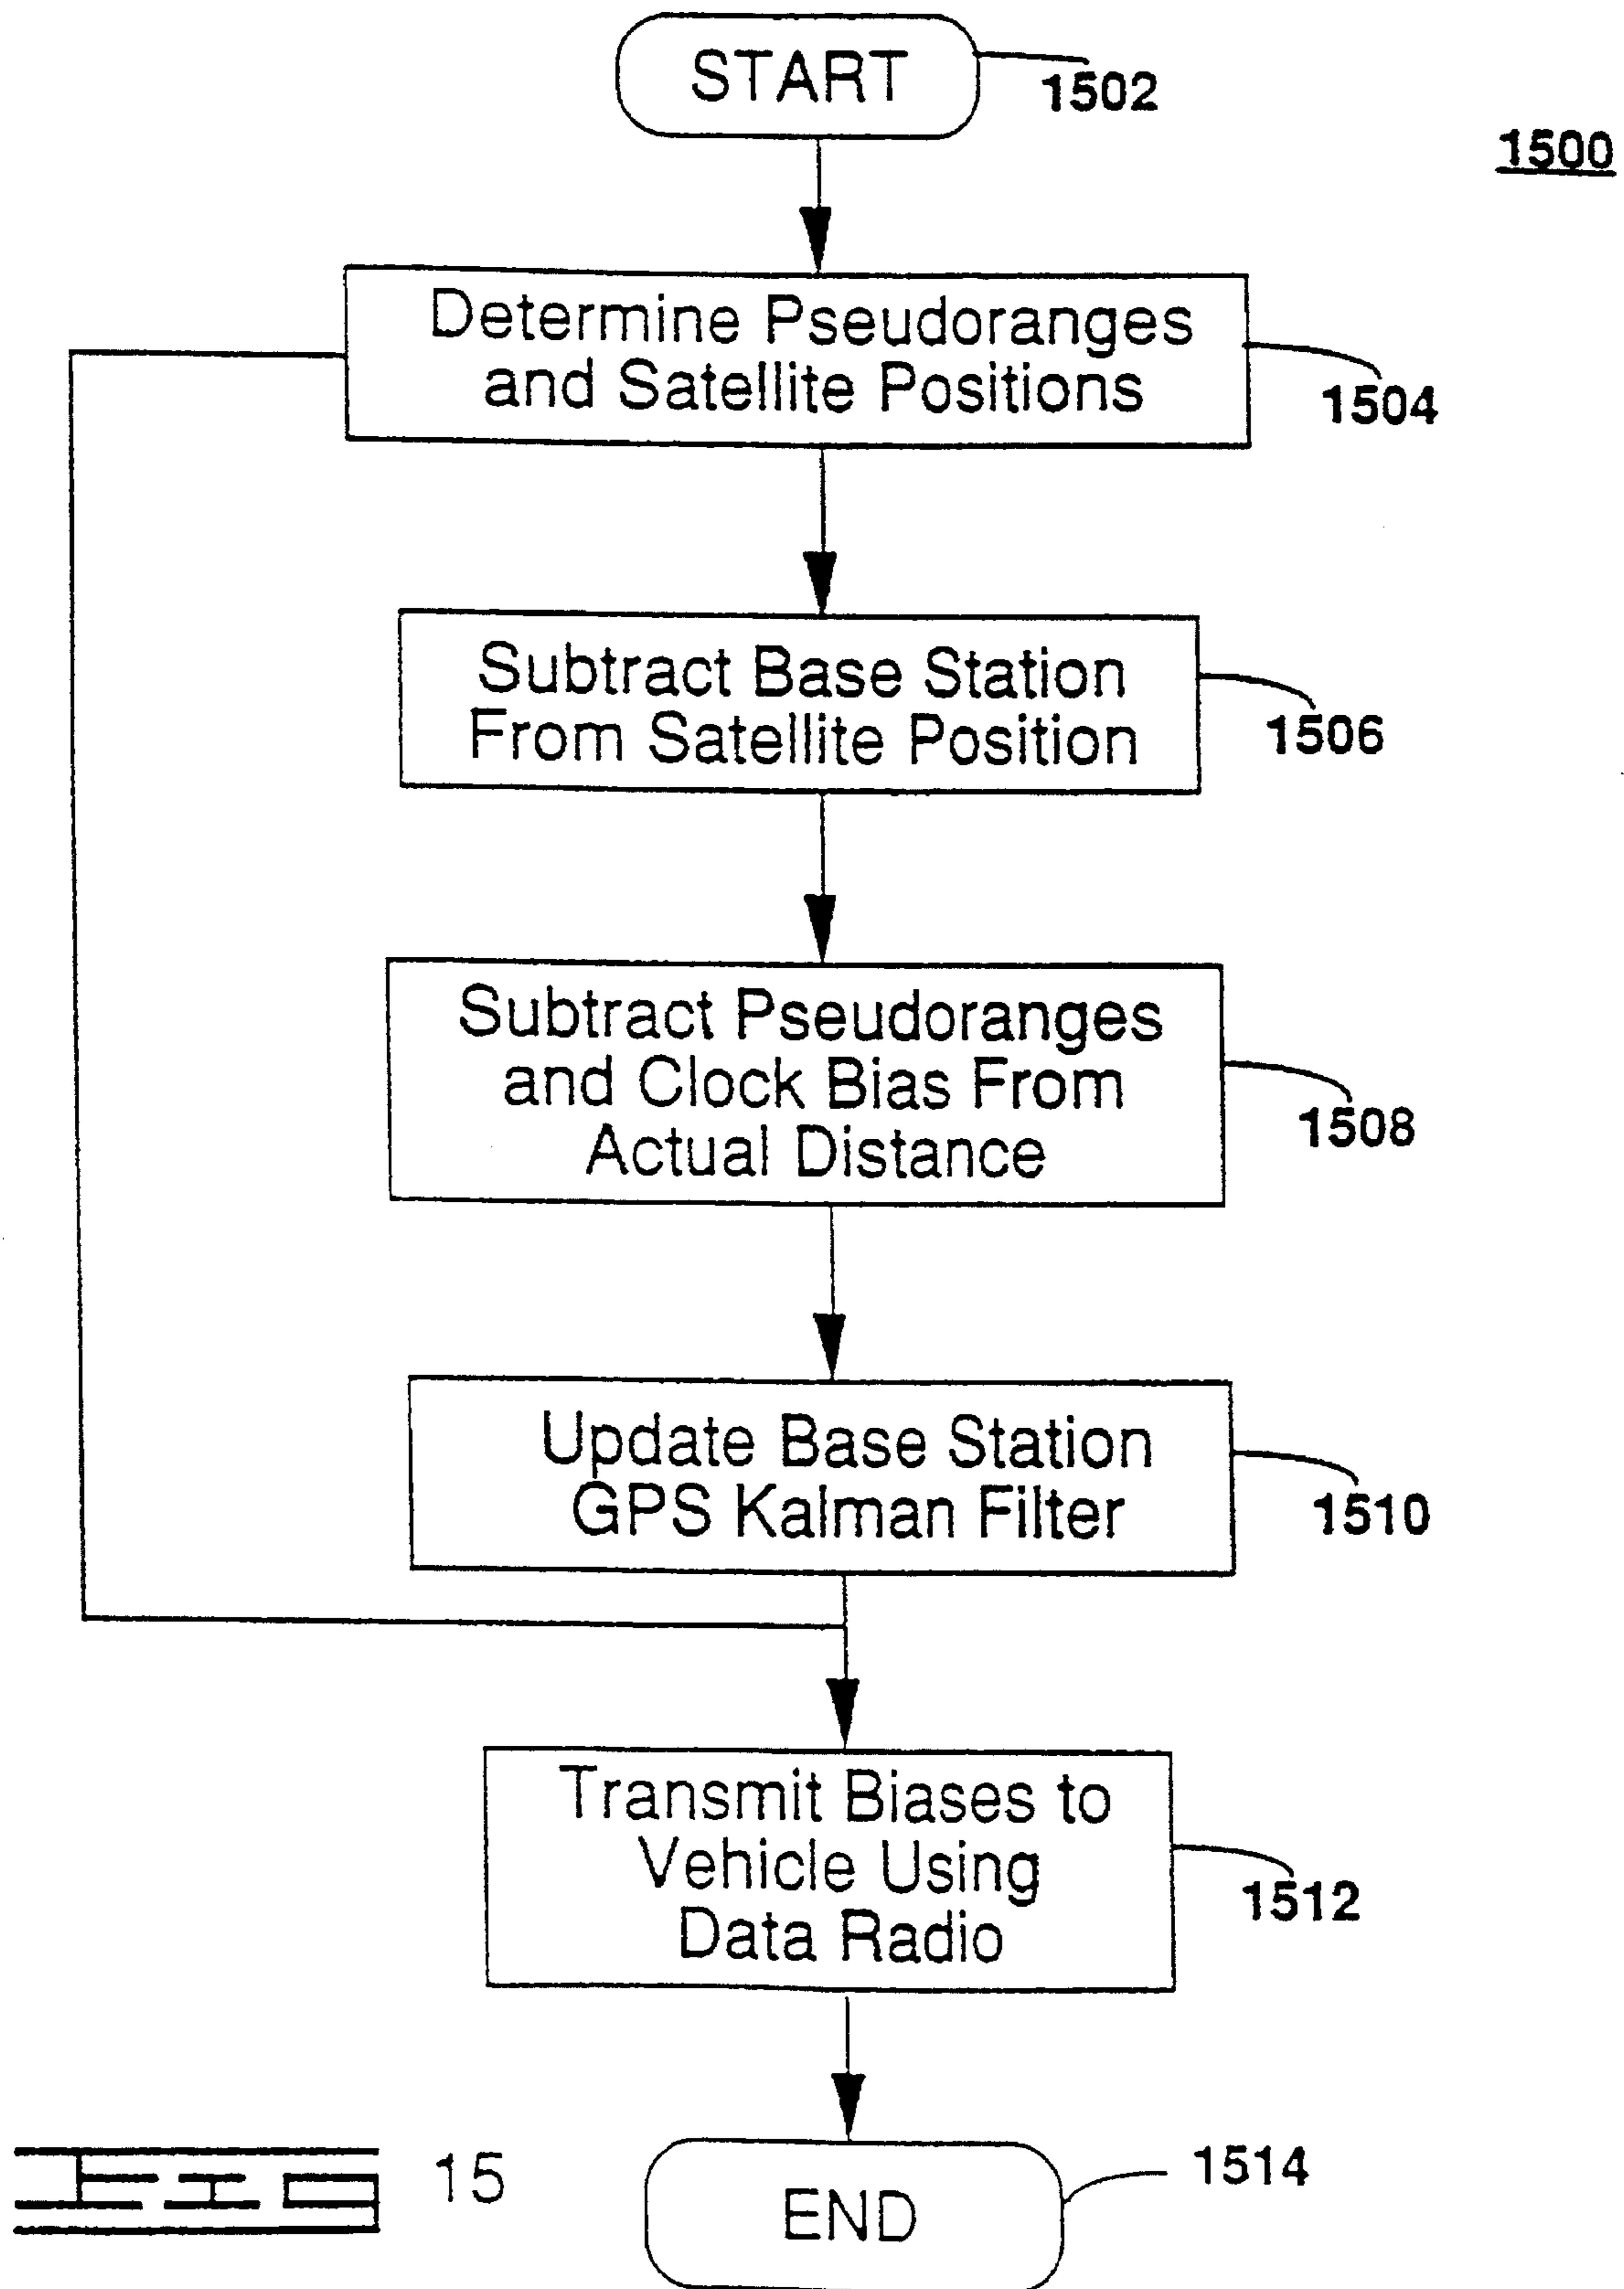 START
1502
1500
Determine Pseudoranges
and Satellite Positions
1504
Subtract Base Station
From Satellite Position
1506
Subtract Pseudoranges
and Clock Bias From
Actual Distance
1508
Update Base Station
GPS Kalman Filter
1510
Transmit Biases to
Vehicle Using
Data Radio
1512
FIG 15
END
1514